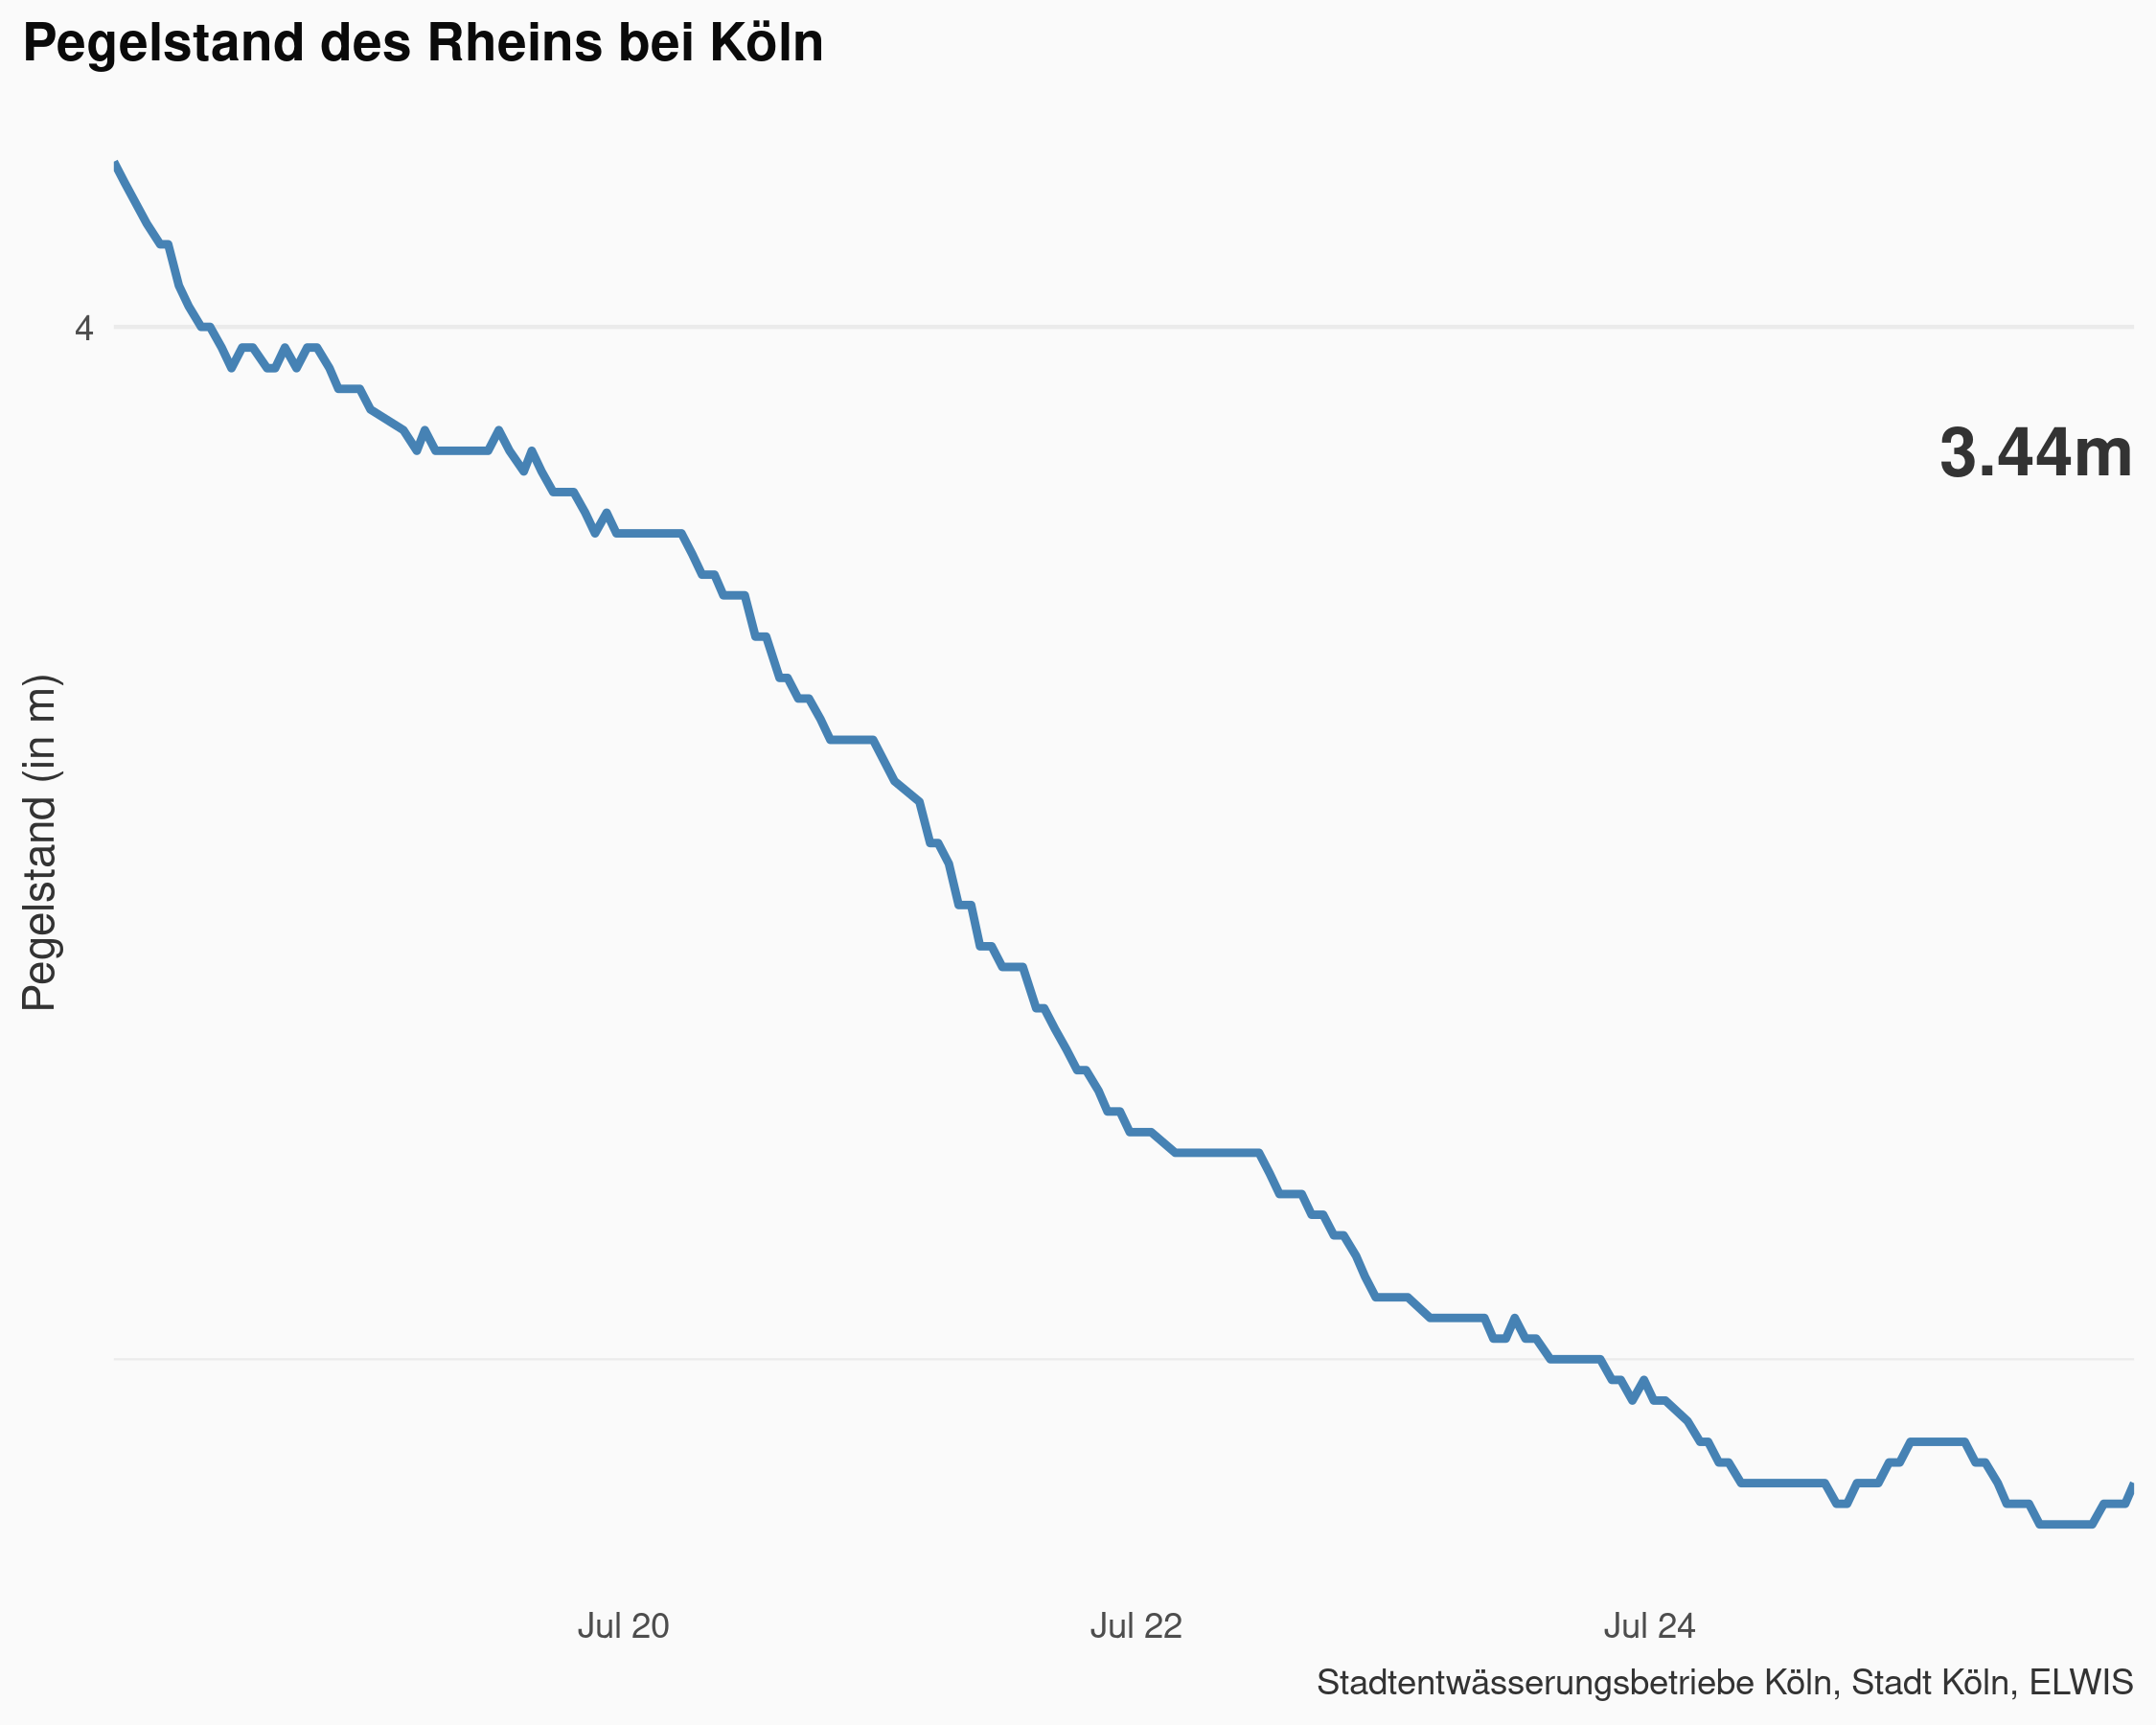 Pegelstand des Rheins bei Köln
4
3.44m
Pegelstand (in m)
Jul 20
Jul 22
Jul 24
Stadtentwässerungsbetriebe Köln, Stadt Köln, ELWIS